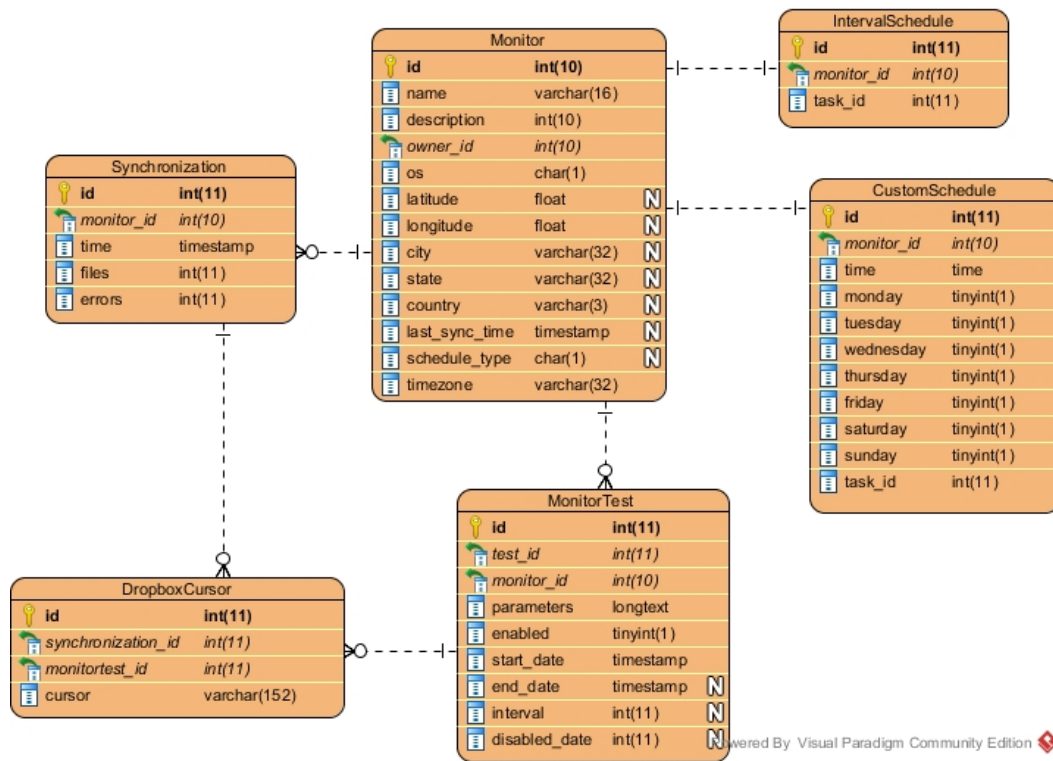 IntervalSchedule
id int(11)
monitor_id int(10)
task_id int(11)
Monitor
id int(10)
name varchar(16)
description int(10)
owner_id int(10)
os char(1)
latitude float N
longitude float N
city varchar(32) N
state varchar(32) N
country varchar(3) N
last_sync_time timestamp N
schedule_type char(1) N
timezone varchar(32)
Synchronization
id int(11)
monitor_id int(10)
time timestamp
files int(11)
errors int(11)
CustomSchedule
id int(11)
monitor_id int(10)
time time
monday tinyint(1)
tuesday tinyint(1)
wednesday tinyint(1)
thursday tinyint(1)
friday tinyint(1)
saturday tinyint(1)
sunday tinyint(1)
task_id int(11)
MonitorTest
id int(11)
test_id int(11)
monitor_id int(10)
parameters longtext
enabled tinyint(1)
start_date timestamp
end_date timestamp N
interval int(11) N
disabled_date int(11) N
DropboxCursor
id int(11)
synchronization_id int(11)
monitortest_id int(11)
cursor varchar(152)
wered By Visual Paradigm Community Edition